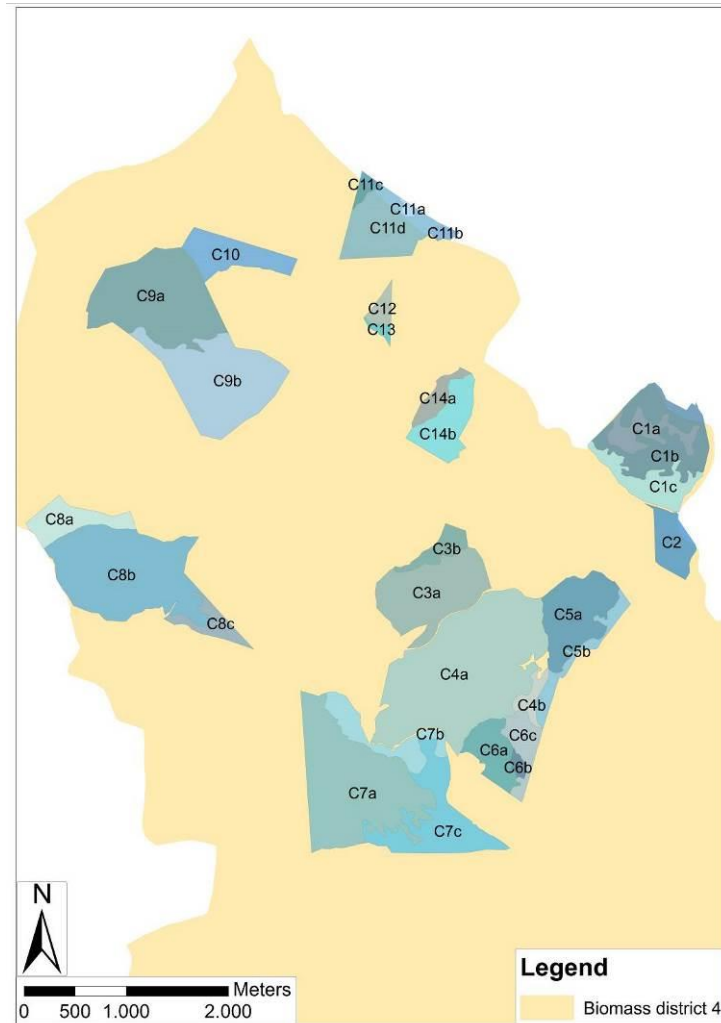 C11c
C11a
C11d
C11b
C10
C9a
C12
C13
C9b
C14a
C14b
C1a
C1b
C1c
C8a
C2
C3b
C8b
C3a
C5a
C8c
C5b
C4a
C4b
C7b
C6c
C6a
C6b
C7a
C7c
N
Meters
0 500 1.000 2.000
Legend
Biomass district 4